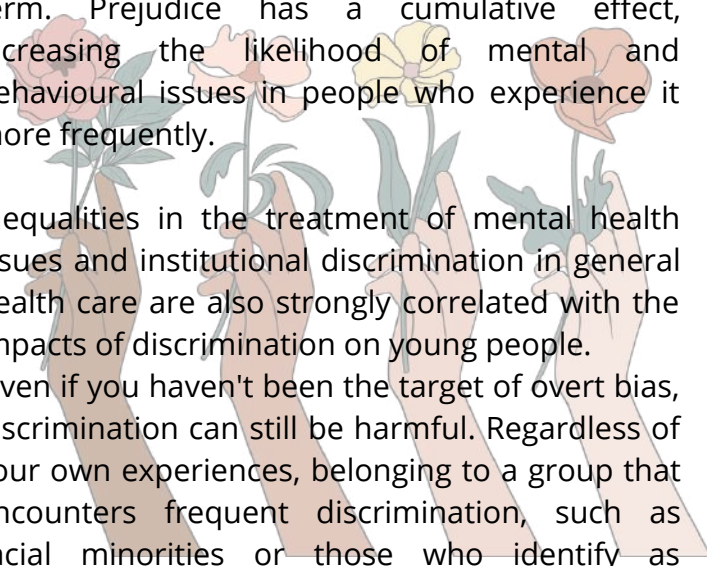 erm. Prejudice has a cumulative effect,
creasing the likelihood of mental and
ehavioural issues in people who experience it
ore frequently.
equalities in the treatment of mental health
sues and institutional discrimination in general
ealth care are also strongly correlated with the
mpacts of discrimination on young people.
ven if you haven't been the target of overt bias,
iscrimination can still be harmful. Regardless of
our own experiences, belonging to a group that
ncounters frequent discrimination, such as
acial minorities or those who identify as